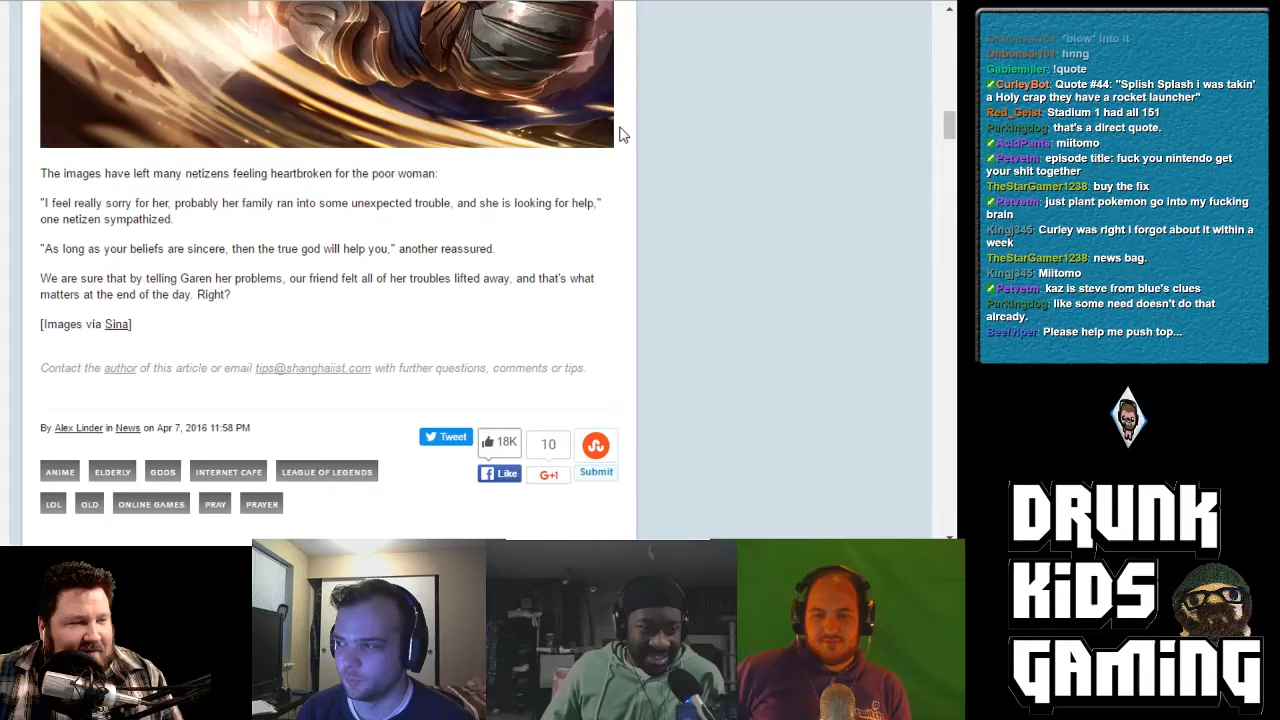 The images have left many netizens feeling heartbroken for the poor woman:
"I feel really sorry for her, probably her family ran into some unexpected trouble, and she is looking for help,"
one netizen sympathized.
"As long as your beliefs are sincere, then the true god will help you," another reassured.
We are sure that by telling Garen her problems, our friend felt all of her troubles lifted away, and that's what
matters at the end of the day. Right?
[Images via Sina]
Contact the author of this article or email tips@shanghaiist.com with further questions, comments or tips.
By Alex Linder in News on Apr 7, 2016 11:58 PM
Tweet
18K
Like
10
G+1
Submit
ANIME
ELDERLY
GODS
INTERNET CAFE
LEAGUE OF LEGENDS
LOL
OLD
ONLINE GAMES
PRAY
PRAYER
"blow" into it
hnng
Gabiemiller: !quote
CurleyBot: Quote #44: "Splish Splash i was takin'
a Holy crap they have a rocket launcher"
Red_Geist: Stadium 1 had all 151
Parkingdog: that's a direct quote.
AcidPants: miitomo
Petvetm: episode title: fuck you nintendo get
your shit together
TheStarGamer1238: buy the fix
Petvetm: just plant pokemon go into my fucking
brain
Kingj345: Curley was right I forgot about it within a
week
TheStarGamer1238: news bag.
Kingj345: Miitomo
Petvetm: kaz is steve from blue's clues
Parkingdog: like some need doesn't do that
already.
BeefViper: Please help me push top...
DRUNK
KIDS
GAMING